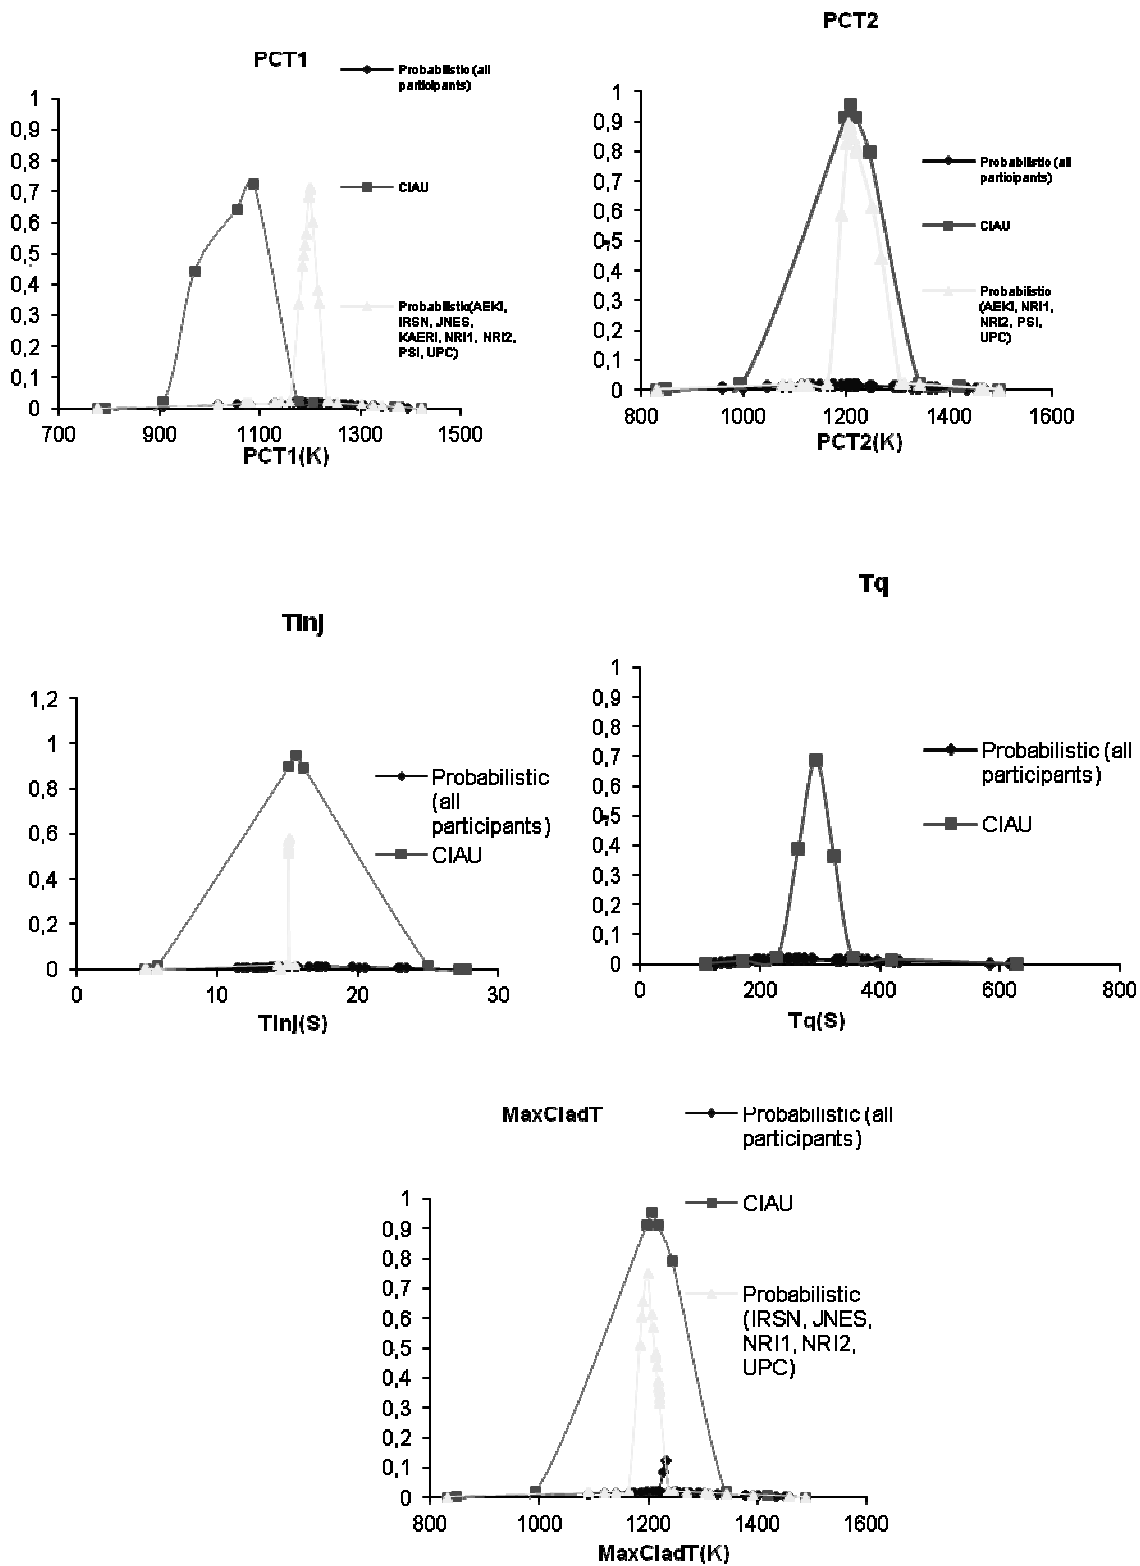 PCT1
Probabilistic (all
participants)
CIAU
Probabilistic(AEKI,
IRSN, JNES,
KAERI, NRI1, NRI2,
PSI, UPC)
1
0,9
0,8
0,7
0,6
0,5
0,4
0,3
0,2
0,1
0
700
900
1100
1300
1500
PCT1(K)
PCT2
Probabilistic (all
participants)
CIAU
Probabilistic
(AEKI, NRI1,
NRI2, PSI,
UPC)
1
0,9
0,8
0,7
0,6
0,5
0,4
0,3
0,2
0,1
0
800
1000
1200
1400
1600
PCT2(K)
TInj
1,2
1
0,8
0,6
0,4
0,2
0
0
10
20
30
TInj(S)
Probabilistic
(all
participants)
CIAU
Tq
1
0,9
0,8
0,7
0,6
0,5
0,4
0,3
0,2
0,1
0
0
200
400
600
800
Tq(S)
Probabilistic (all
participants)
CIAU
MaxCladT
Probabilistic (all
participants)
CIAU
Probabilistic
(IRSN, JNES,
NRI1, NRI2,
UPC)
1
0,9
0,8
0,7
0,6
0,5
0,4
0,3
0,2
0,1
0
800
1000
1200
1400
1600
MaxCladT(K)